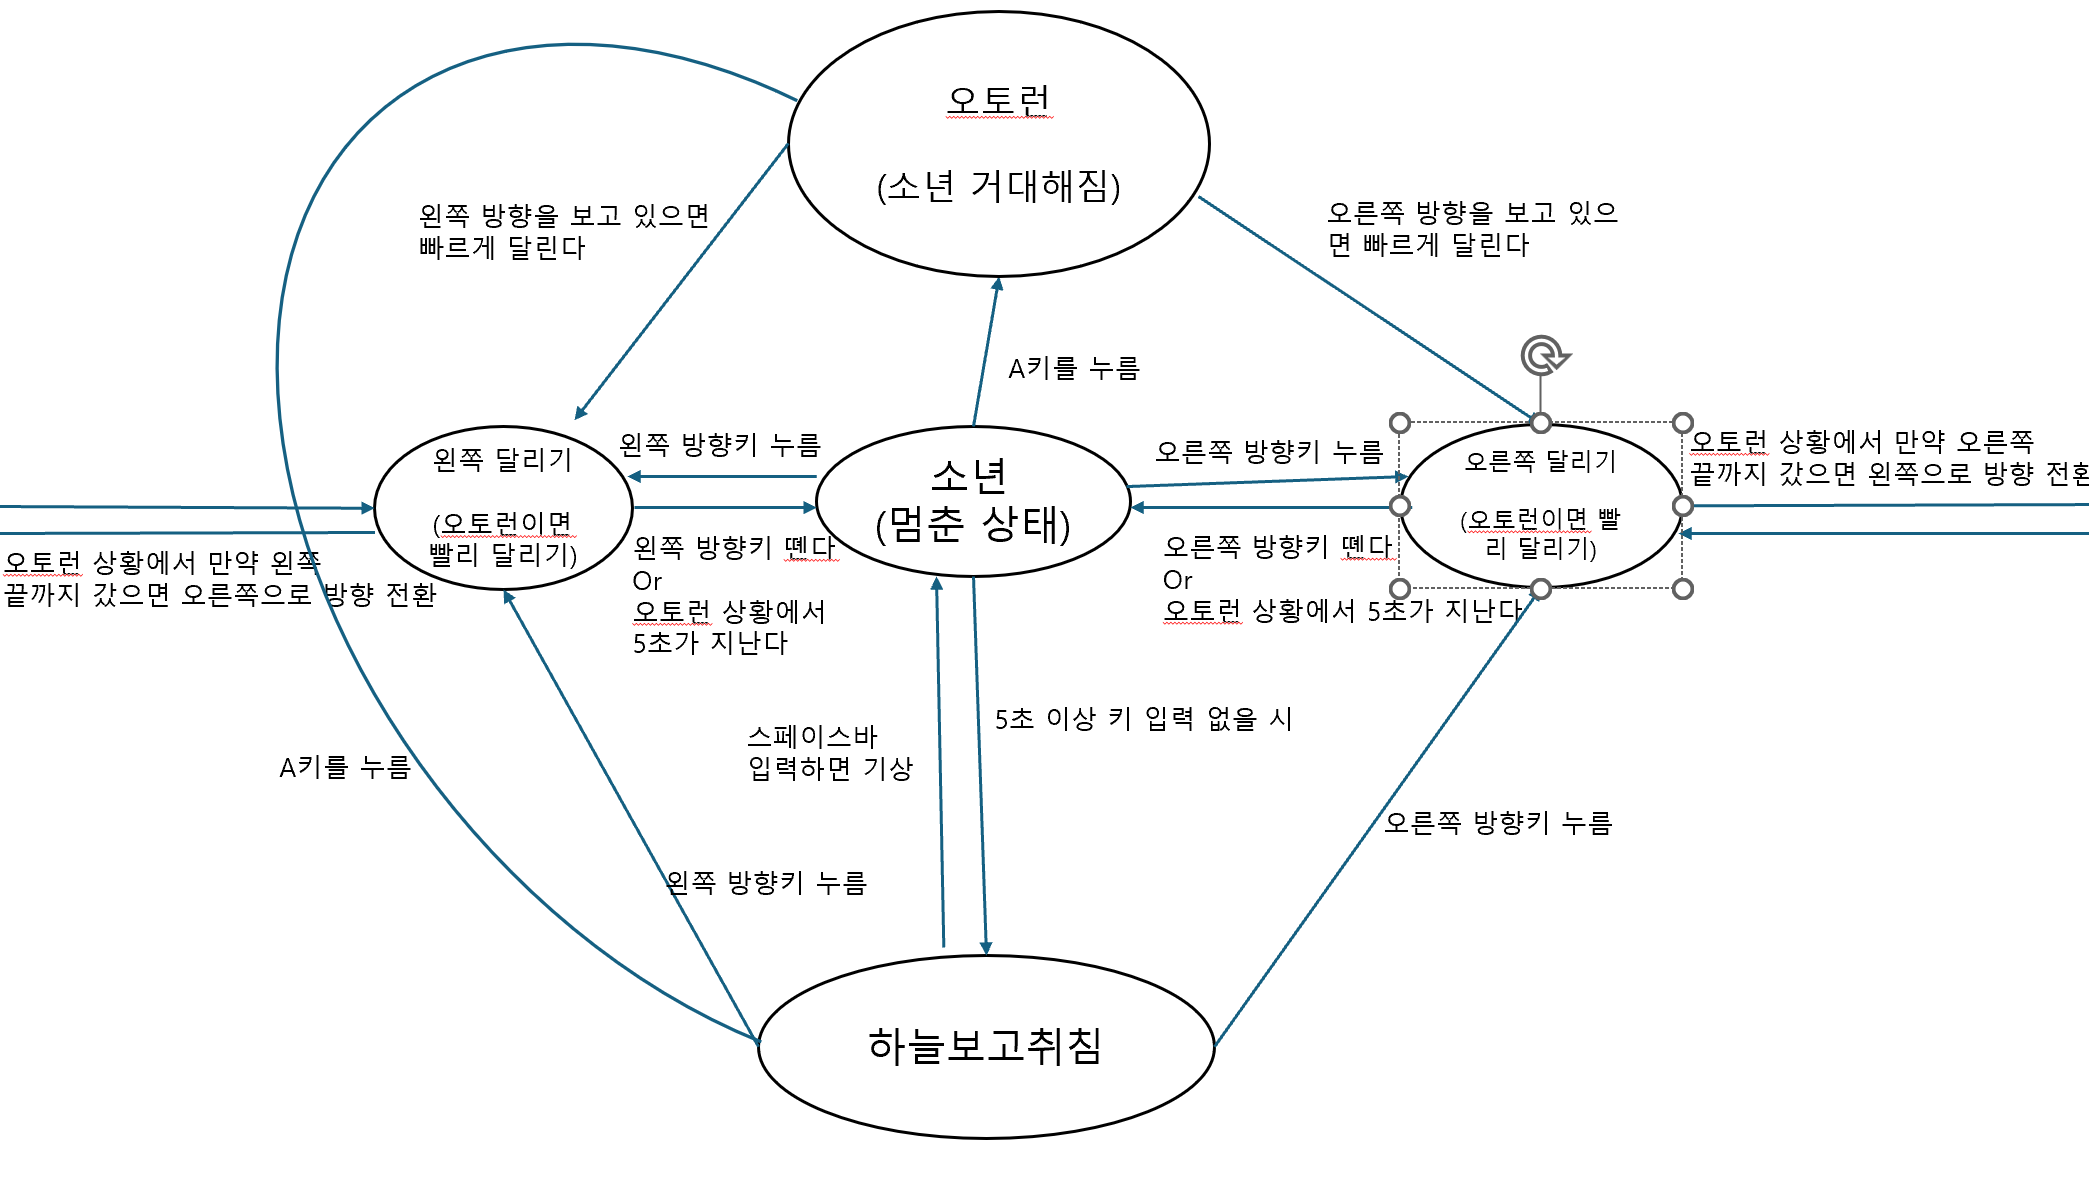 오토런
(소년 거대해짐)
왼쪽 방향을 보고 있으면
빠르게 달린다
오른쪽 방향을 보고 있으
면 빠르게 달린다
A키를 누름
왼쪽 달리기
(오토런이면
빨리 달리기)
왼쪽 방향키 누름
소년
(멈춘 상태)
오른쪽 방향키 누름
오른쪽 달리기
(오토런이면 빨
리 달리기)
오토런 상황에서 만약 오른쪽
끝까지 갔으면 왼쪽으로 방향 전환
오토런 상황에서 만약 왼쪽
끝까지 갔으면 오른쪽으로 방향 전환
왼쪽 방향키 뗀다
Or
오토런 상황에서
5초가 지난다
오른쪽 방향키 뗀다
Or
오토런 상황에서 5초가 지난다
스페이스바
입력하면 기상
5초 이상 키 입력 없을 시
A키를 누름
왼쪽 방향키 누름
오른쪽 방향키 누름
하늘보고취침